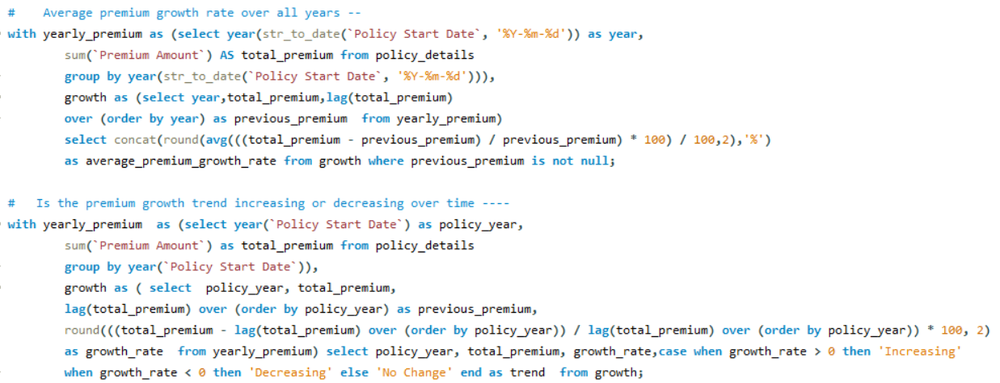 #    Average premium growth rate over all years --
with yearly_premium as (select year(str_to_date(`Policy Start Date`, '%Y-%m-%d')) as year,
sum(`Premium Amount`) AS total_premium from policy_details
group by year(str_to_date(`Policy Start Date`, '%Y-%m-%d'))),
growth as (select year,total_premium,lag(total_premium)
over (order by year) as previous_premium  from yearly_premium)
select concat(round(avg(((total_premium - previous_premium) / previous_premium) * 100) / 100,2),'%')
as average_premium_growth_rate from growth where previous_premium is not null;
#   Is the premium growth trend increasing or decreasing over time ----
with yearly_premium  as (select year(`Policy Start Date`) as policy_year,
sum(`Premium Amount`) as total_premium from policy_details
group by year(`Policy Start Date`)),
growth as ( select  policy_year, total_premium,
lag(total_premium) over (order by policy_year) as previous_premium,
round(((total_premium - lag(total_premium) over (order by policy_year)) / lag(total_premium) over (order by policy_year)) * 100, 2)
as growth_rate  from yearly_premium) select policy_year, total_premium, growth_rate,case when growth_rate > 0 then 'Increasing'
when growth_rate < 0 then 'Decreasing' else 'No Change' end as trend  from growth;